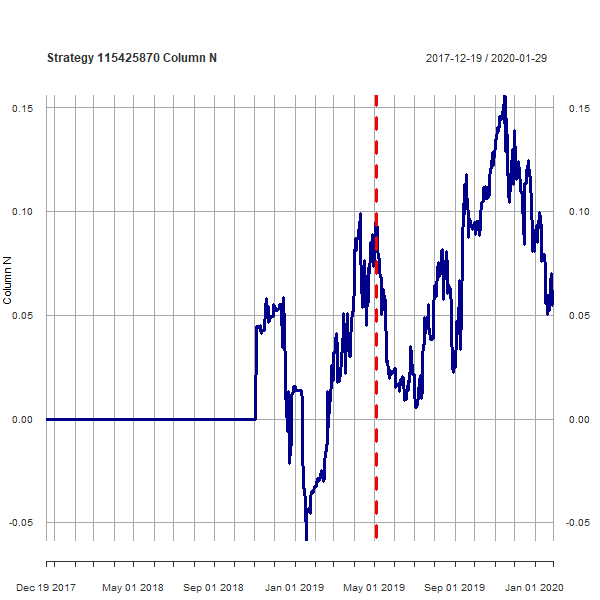 Strategy 115425870 Column N 2017-12-19 / 2020-01-29
0.15 0.15
0.10 0.10
Column N
0.05 0.05
0.00 0.00
-0.05 -0.05
Dec 19 2017 May 01 2018 Sep 01 2018 Jan 01 2019 May 01 2019 Sep 01 2019 Jan 01 2020